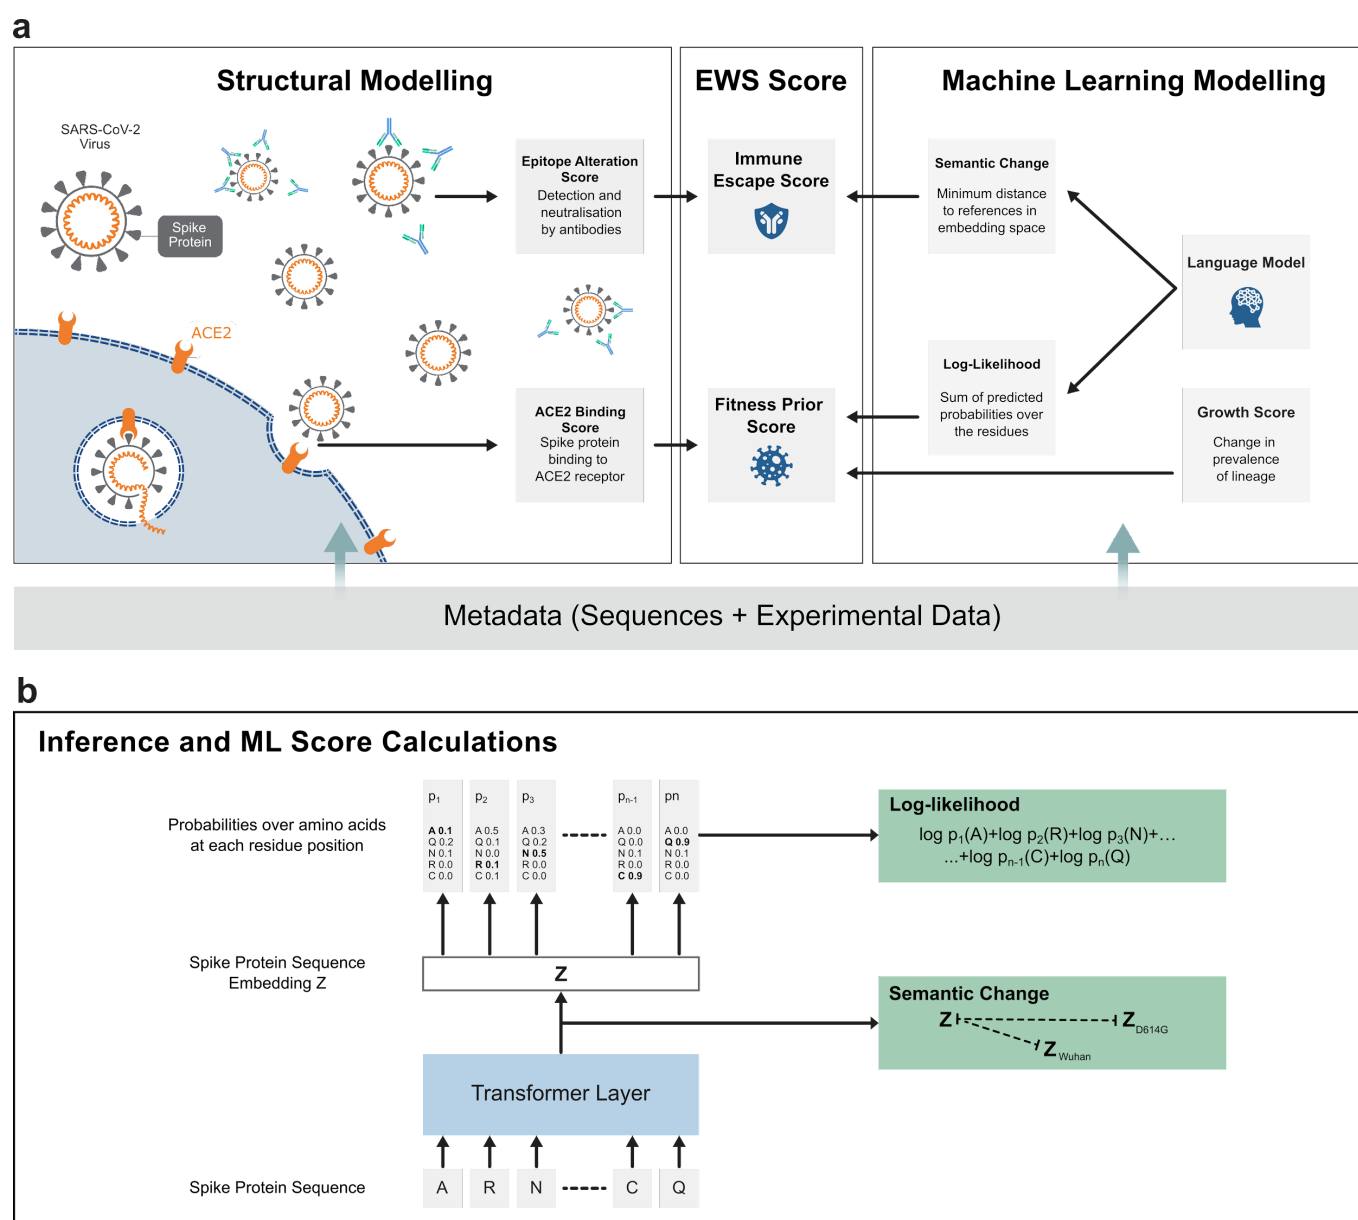 a
Structural Modelling
EWS Score
Machine Learning Modelling
SARS-CoV-2
Virus
Spike
Protein
ACE2
Epitope Alteration
Score
Detection and
neutralisation
by antibodies
Immune
Escape Score
Semantic Change
Minimum distance
to references in
embedding space
Language Model
Log-Likelihood
Sum of predicted
probabilities over
the residues
ACE2 Binding
Score
Spike protein
binding to
ACE2 receptor
Fitness Prior
Score
Growth Score
Change in
prevalence
of lineage
Metadata (Sequences + Experimental Data)
b
Inference and ML Score Calculations
Probabilities over amino acids
at each residue position
p1
A 0.1
Q 0.2
N 0.1
R 0.0
C 0.0
p2
A 0.5
Q 0.1
N 0.0
R 0.1
C 0.1
p3
A 0.3
Q 0.2
N 0.5
R 0.0
C 0.0
pn-1
A 0.0
Q 0.0
N 0.1
R 0.0
C 0.9
pn
A 0.0
Q 0.9
N 0.1
R 0.0
C 0.0
Log-likelihood
log p1(A)+log p2(R)+log p3(N)+...
...+log pn-1(C)+log pn(Q)
Spike Protein Sequence
Embedding Z
Z
Semantic Change
Z ZD614G
ZWuhan
Transformer Layer
Spike Protein Sequence
A R N C Q